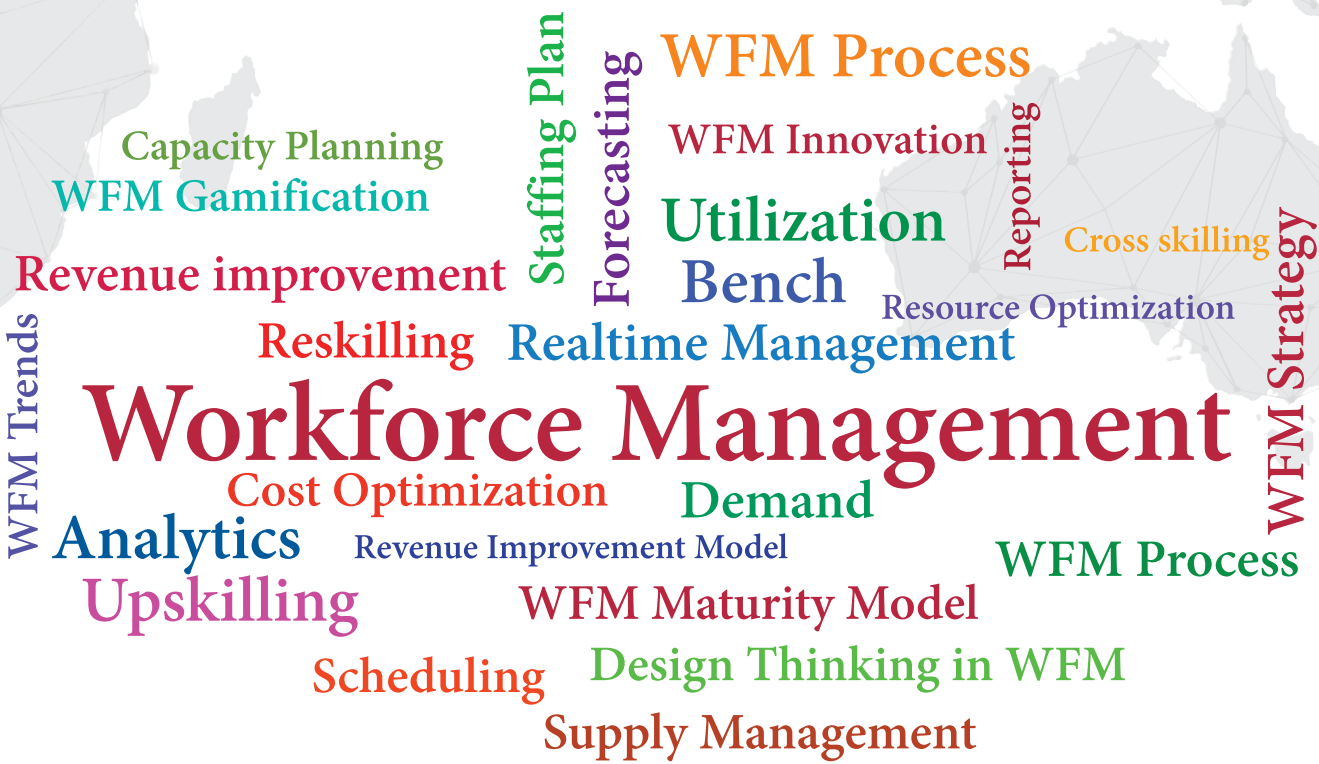 Staffing Plan
Forecasting
WFM Process
Capacity Planning
WFM Innovation
Reporting
WFM Gamification
Utilization
Cross skilling
Revenue improvement
Bench
Resource Optimization
WFM Strategy
WFM Trends
Reskilling
Realtime Management
Workforce Management
Cost Optimization
Demand
Analytics
Revenue Improvement Model
WFM Process
Upskilling
WFM Maturity Model
Scheduling
Design Thinking in WFM
Supply Management